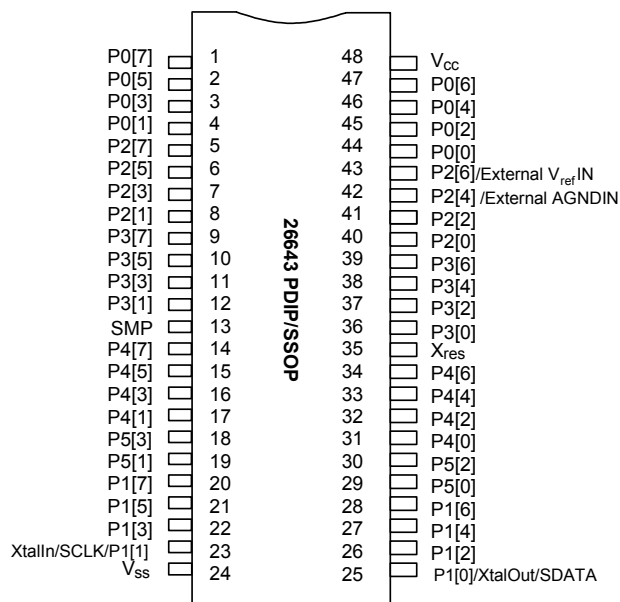 P0[7] 1 48 Vcc
P0[5] 2 47 P0[6]
P0[3] 3 46 P0[4]
P0[1] 4 45 P0[2]
P2[7] 5 44 P0[0]
P2[5] 6 43 P2[6]/External VrefIN
P2[3] 7 42 P2[4] /External AGNDIN
P2[1] 8 41 P2[2]
P3[7] 9 40 P2[0]
P3[5] 10 39 P3[6]
P3[3] 11 38 P3[4]
P3[1] 12 37 P3[2]
SMP 13 36 P3[0]
P4[7] 14 35 Xres
P4[5] 15 34 P4[6]
P4[3] 16 33 P4[4]
P4[1] 17 32 P4[2]
P5[3] 18 31 P4[0]
P5[1] 19 30 P5[2]
P1[7] 20 29 P5[0]
P1[5] 21 28 P1[6]
P1[3] 22 27 P1[4]
XtalIn/SCLK/P1[1] 23 26 P1[2]
Vss 24 25 P1[0]/XtalOut/SDATA
26643 PDIP/SSOP